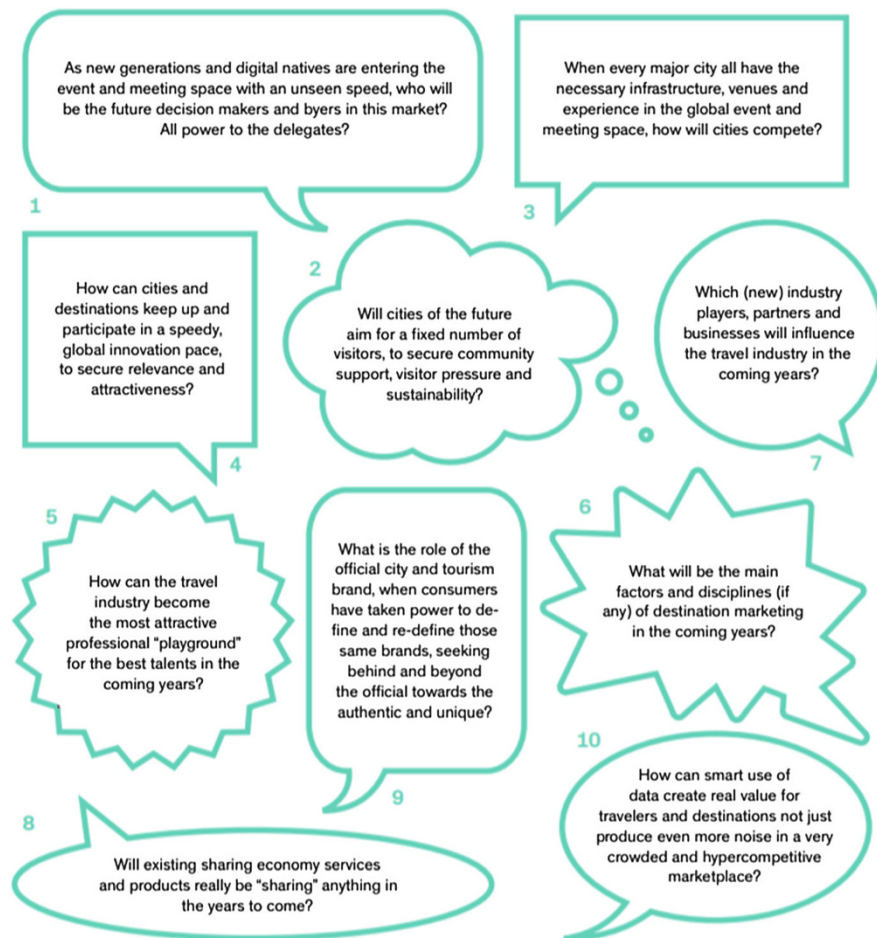 As new generations and digital natives are entering the
event and meeting space with an unseen speed, who will
be the future decision makers and byers in this market?
All power to the delegates?
1
When every major city all have the
necessary infrastructure, venues and
experience in the global event and
meeting space, how will cities compete?
3
2
Will cities of the future
aim for a fixed number of
visitors, to secure community
support, visitor pressure and
sustainability?
How can cities and
destinations keep up and
participate in a speedy,
global innovation pace,
to secure relevance and
attractiveness?
4
Which (new) industry
players, partners and
businesses will influence
the travel industry in the
coming years?
7
5
How can the travel
industry become
the most attractive
professional "playground"
for the best talents in the
coming years?
What is the role of the
official city and tourism
brand, when consumers
have taken power to de-
fine and re-define those
same brands, seeking
behind and beyond
the official towards the
authentic and unique?
9
6
What will be the main
factors and disciplines (if
any) of destination marketing
in the coming years?
8
Will existing sharing economy services
and products really be "sharing" anything in
the years to come?
10
How can smart use of
data create real value for
travelers and destinations not just
produce even more noise in a very
crowded and hypercompetitive
marketplace?